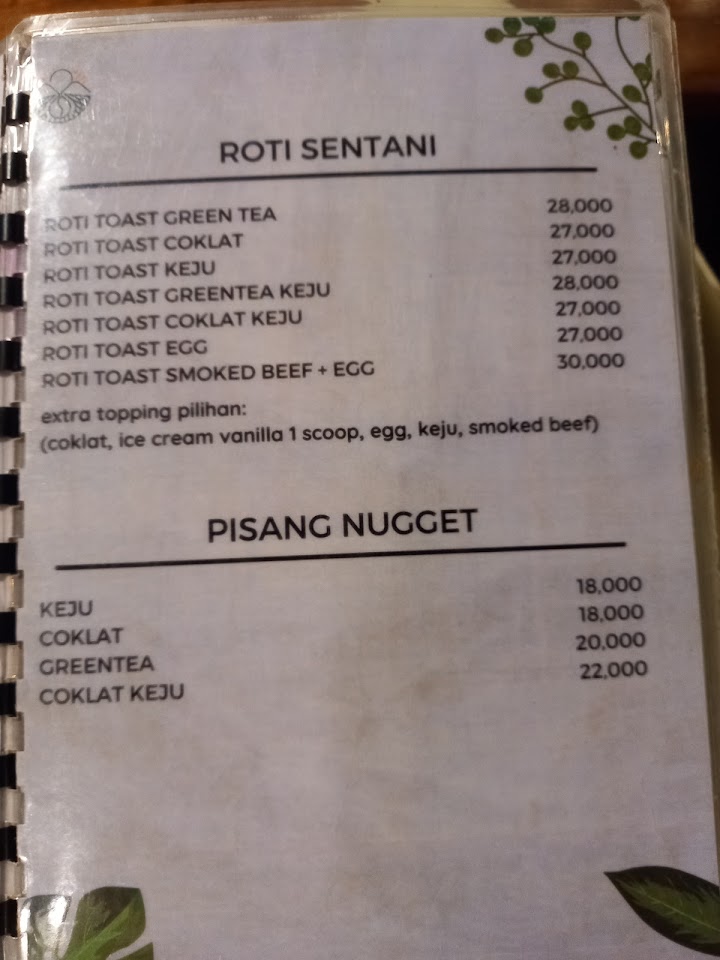 ROTI SENTANI
ROTI TOAST GREEN TEA 28,000
ROTI TOAST COKLAT 27,000
ROTI TOAST KEJU 27,000
ROTI TOAST GREENTEA KEJU 28,000
ROTI TOAST COKLAT KEJU 27,000
ROTI TOAST EGG 27,000
ROTI TOAST SMOKED BEEF + EGG 30,000
extra topping pilihan:
(coklat, ice cream vanilla 1 scoop, egg, keju, smoked beef)
PISANG NUGGET
KEJU 18,000
COKLAT 18,000
GREENTEA 20,000
COKLAT KEJU 22,000